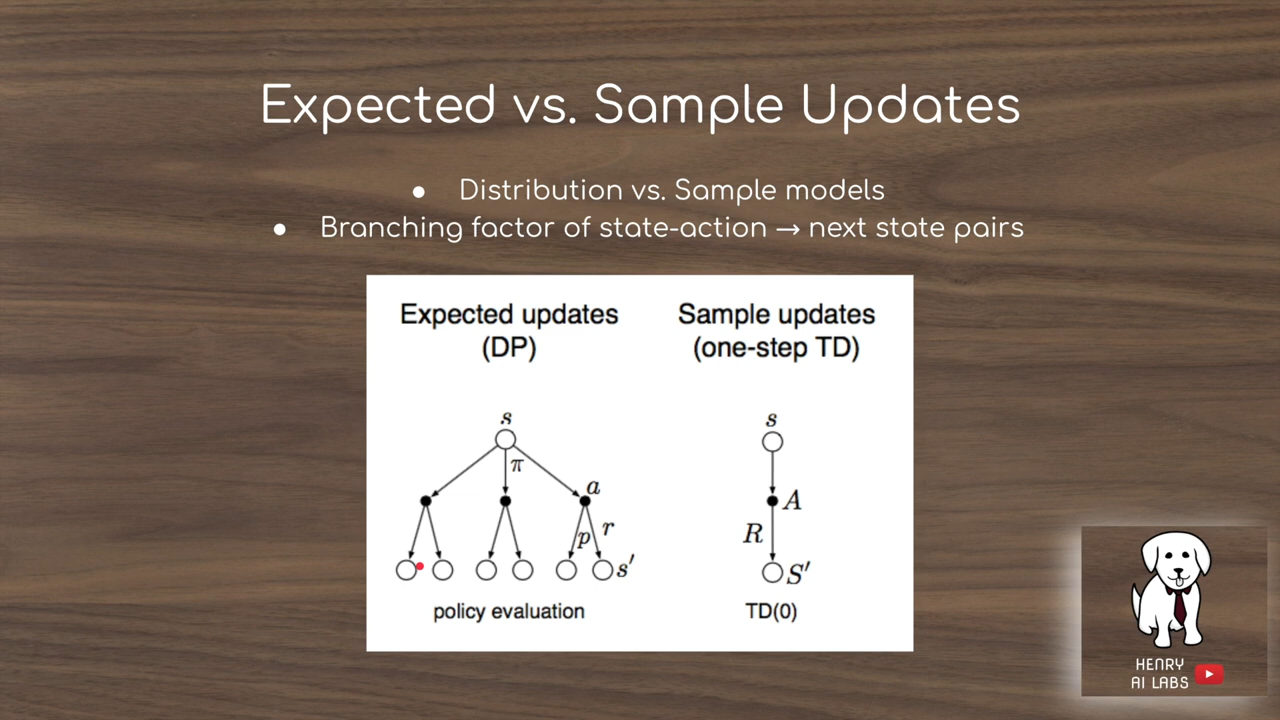 Expected vs. Sample Updates
● Distribution vs. Sample models
● Branching factor of state-action → next state pairs
Expected updates
(DP)
Sample updates
(one-step TD)
s
π
a
p
r
s′
policy evaluation
s
A
R
S′
TD(0)
HENRY
AI LABS